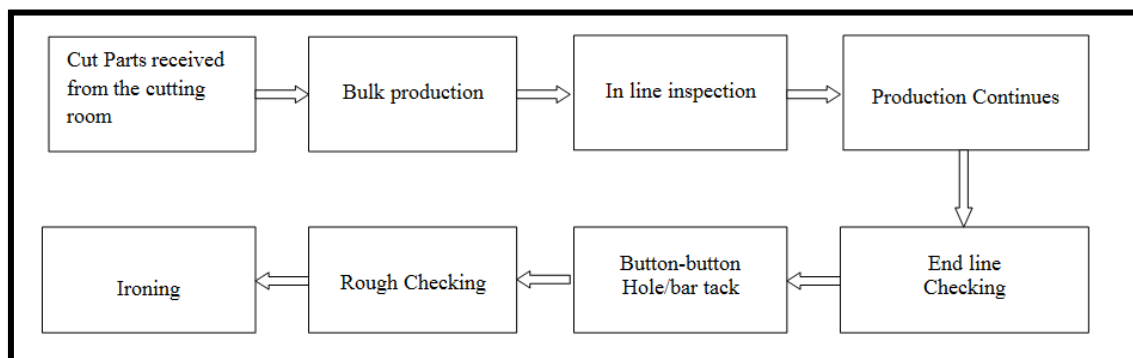 Cut Parts received
from the cutting
room
Bulk production
In line inspection
Production Continues
End line
Checking
Button-button
Hole/bar tack
Rough Checking
Ironing